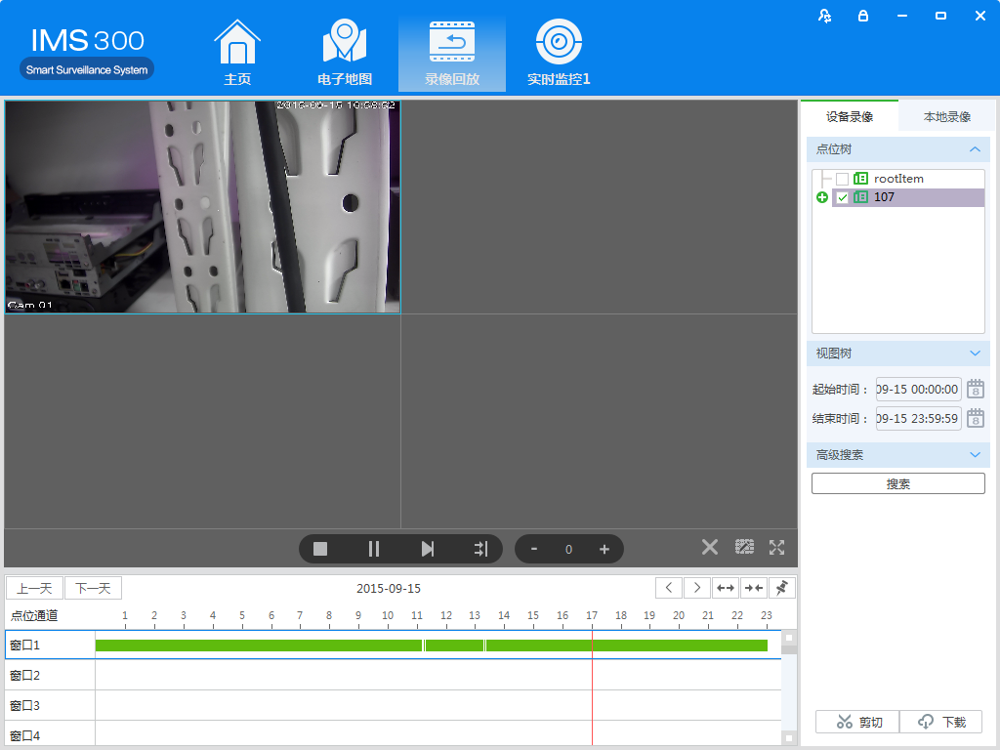 IMS 300
Smart Surveillance System
主页
电子地图
录像回放
实时监控1
Cam 01
设备录像
本地录像
点位树
rootItem
107
视图树
起始时间：
09-15 00:00:00
结束时间：
09-15 23:59:59
高级搜索
搜索
0
上一天
下一天
2015-09-15
点位通道
1 2 3 4 5 6 7 8 9 10 11 12 13 14 15 16 17 18 19 20 21 22 23
窗口1
窗口2
窗口3
窗口4
剪切
下载